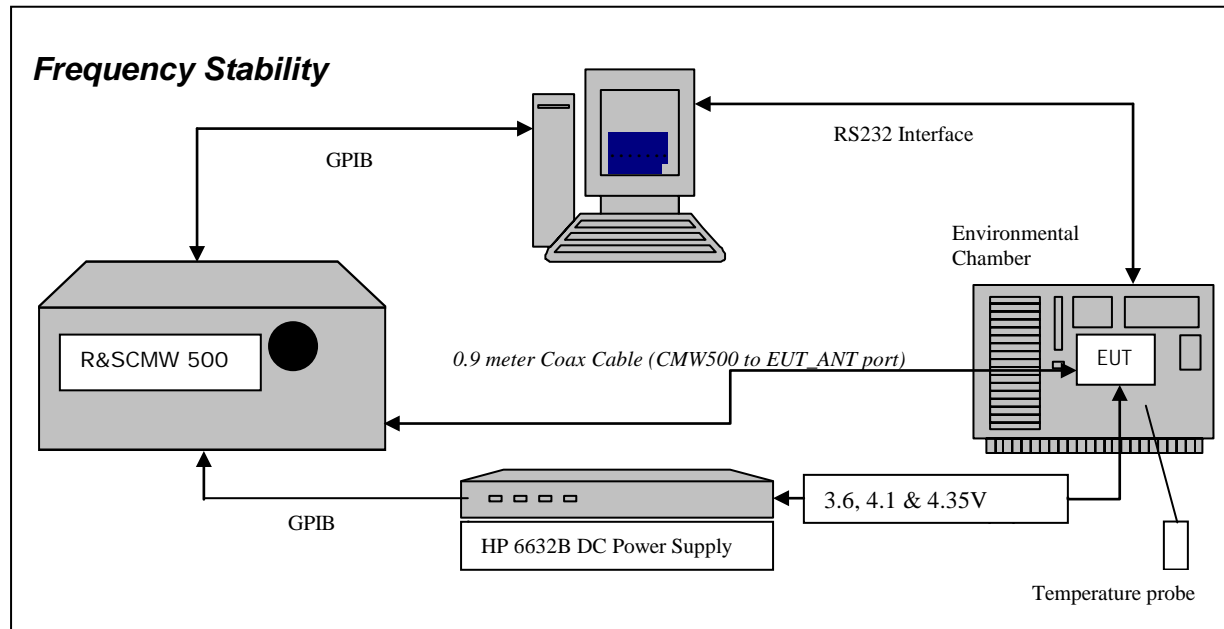 Frequency Stability
GPIB
RS232 Interface
Environmental
Chamber
R&SCMW 500
0.9 meter Coax Cable (CMW500 to EUT_ANT port)
EUT
3.6, 4.1 & 4.35V
GPIB
HP 6632B DC Power Supply
Temperature probe